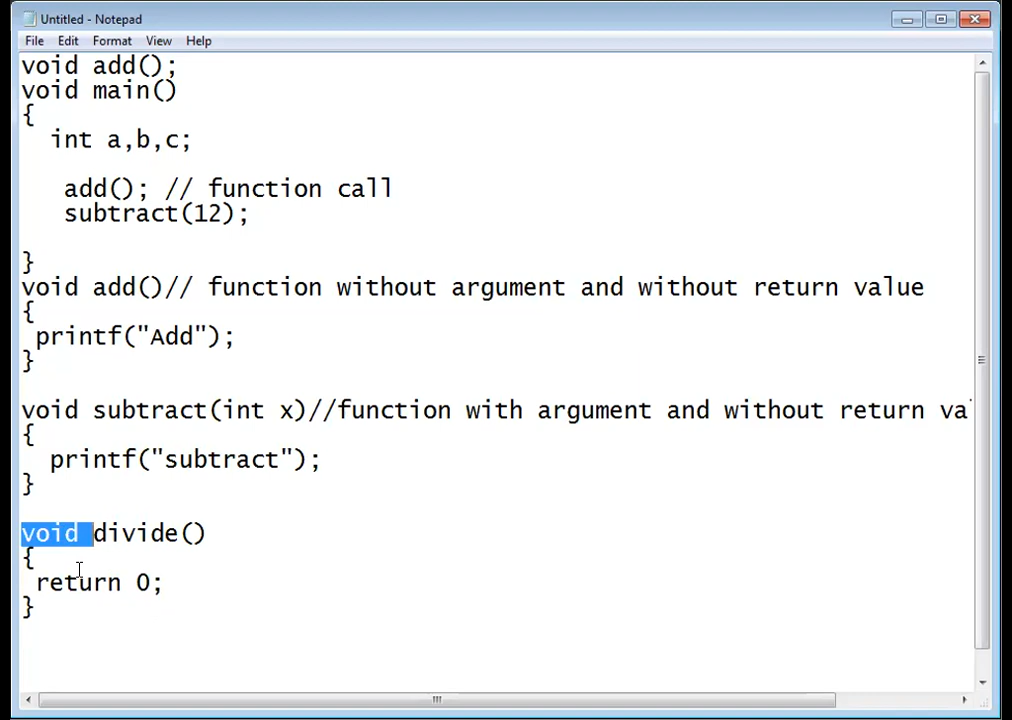 Untitled - Notepad
File Edit Format View Help
void add();
void main()
{
int a,b,c;
add(); // function call
subtract(12);
}
void add()// function without argument and without return value
{
printf("Add");
}
void subtract(int x)//function with argument and without return va
{
printf("subtract");
}
void divide()
{
return 0;
}